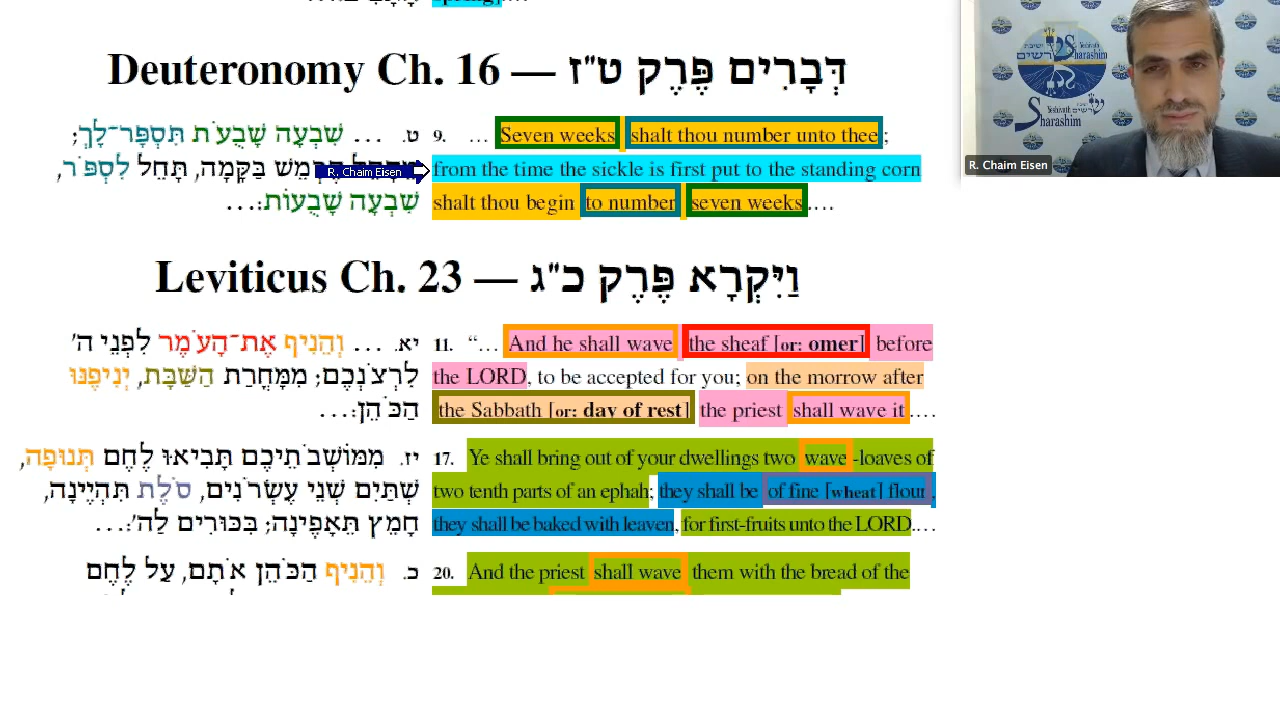 spring]....
Deuteronomy Ch. 16 — דְּבָרִים פֶּרֶק ט"ז
ט. ... שִׁבְעָה שָׁבֻעֹת תִּסְפָּר־לָךְ;
חֶרְמֵשׁ בַּקָּמָה, תָּחֵל לִסְפֹּר,
שִׁבְעָה שָׁבֻעוֹת:...
9. ... Seven weeks shalt thou number unto thee;
from the time the sickle is first put to the standing corn
shalt thou begin to number seven weeks....
R. Chaim Eisen
Leviticus Ch. 23 — וַיִּקְרָא פֶּרֶק כ"ג
יא. ... וְהֵנִיף אֶת־הָעֹמֶר לִפְנֵי ה'
לִרְצֹנְכֶם; מִמָּחֳרַת הַשַּׁבָּת, יְנִיפֶנּוּ
הַכֹּהֵן:...
11. “... And he shall wave the sheaf [or: omer] before
the LORD, to be accepted for you; on the morrow after
the Sabbath [or: day of rest] the priest shall wave it....
יז. מִמּוֹשְׁבֹתֵיכֶם תָּבִיאוּ לֶחֶם תְּנוּפָה,
שְׁתַּיִם שְׁנֵי עֶשְׂרֹנִים, סֹלֶת תִּהְיֶינָה,
חָמֵץ תֵּאָפֶינָה; בִּכּוּרִים לַה':...
17. Ye shall bring out of your dwellings two wave-loaves of
two tenth parts of an ephah; they shall be of fine [wheat] flour,
they shall be baked with leaven, for first-fruits unto the LORD....
כ. וְהֵנִיף הַכֹּהֵן אֹתָם, עַל לֶחֶם
20. And the priest shall wave them with the bread of the
Yeshivath
Sharashim
שרשים
Yeshivath
Sharashim
R. Chaim Eisen